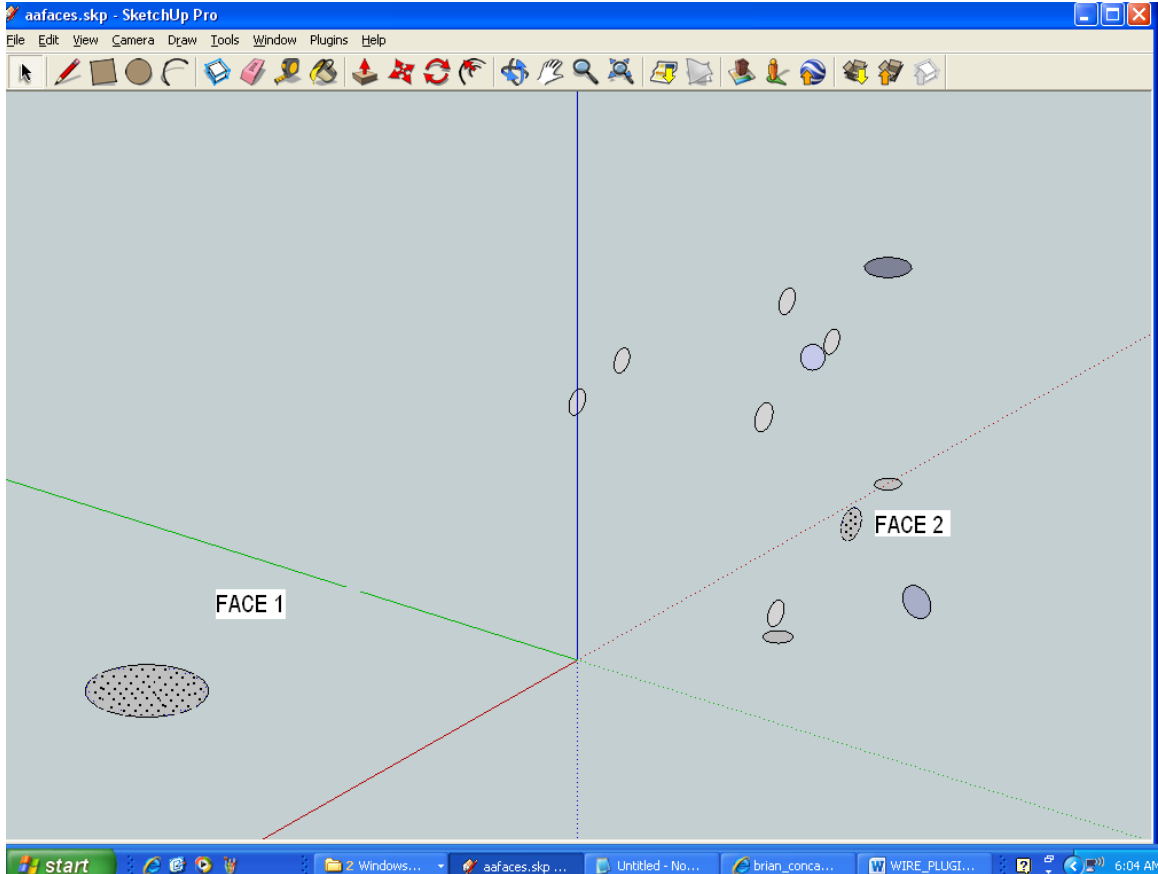 aafaces.skp - SketchUp Pro
File Edit View Camera Draw Tools Window Plugins Help
FACE 2
FACE 1
start 2 Windows... aafaces.skp ... Untitled - No... brian_conca... WIRE_PLUGI... 6:04 AM